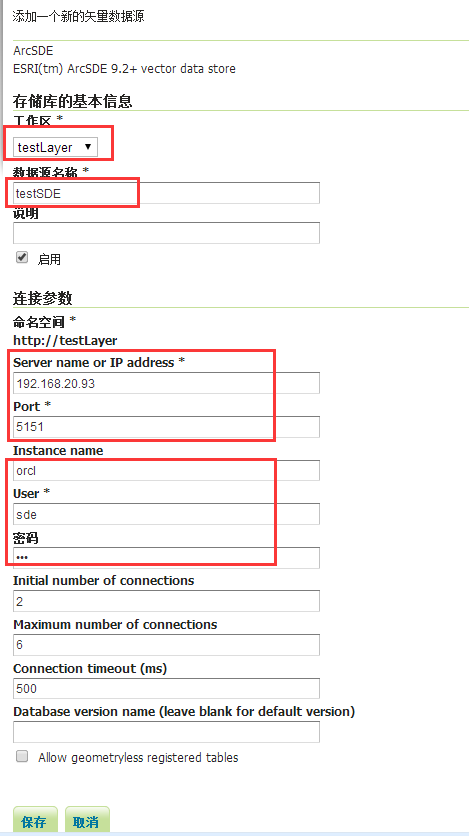 添加一个新的矢量数据源
ArcSDE
ESRI(tm) ArcSDE 9.2+ vector data store
存储库的基本信息
工作区 *
testLayer
数据源名称 *
testSDE
说明
启用
连接参数
命名空间 *
http://testLayer
Server name or IP address *
192.168.20.93
Port *
5151
Instance name
orcl
User *
sde
密码
•••
Initial number of connections
2
Maximum number of connections
6
Connection timeout (ms)
500
Database version name (leave blank for default version)
Allow geometryless registered tables
保存 取消